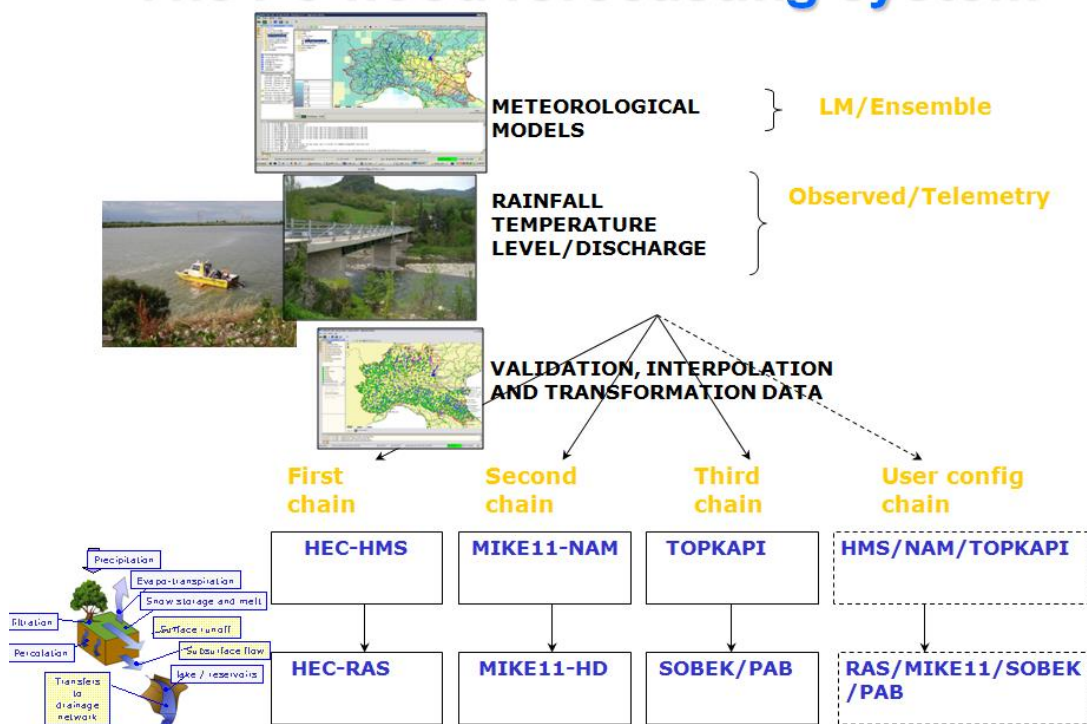 METEOROLOGICAL
MODELS
LM/Ensemble
RAINFALL
TEMPERATURE
LEVEL/DISCHARGE
Observed/Telemetry
VALIDATION, INTERPOLATION
AND TRANSFORMATION DATA
First
chain
Second
chain
Third
chain
User config
chain
HEC-HMS
MIKE11-NAM
TOPKAPI
HMS/NAM/TOPKAPI
HEC-RAS
MIKE11-HD
SOBEK/PAB
RAS/MIKE11/SOBEK
/PAB
Precipitation
Evapo-transpiration
Snow storage and melt
filtration
Surface runoff
Percolation
Subsurface flow
lake / reservoirs
Transfers
to
drainage
network